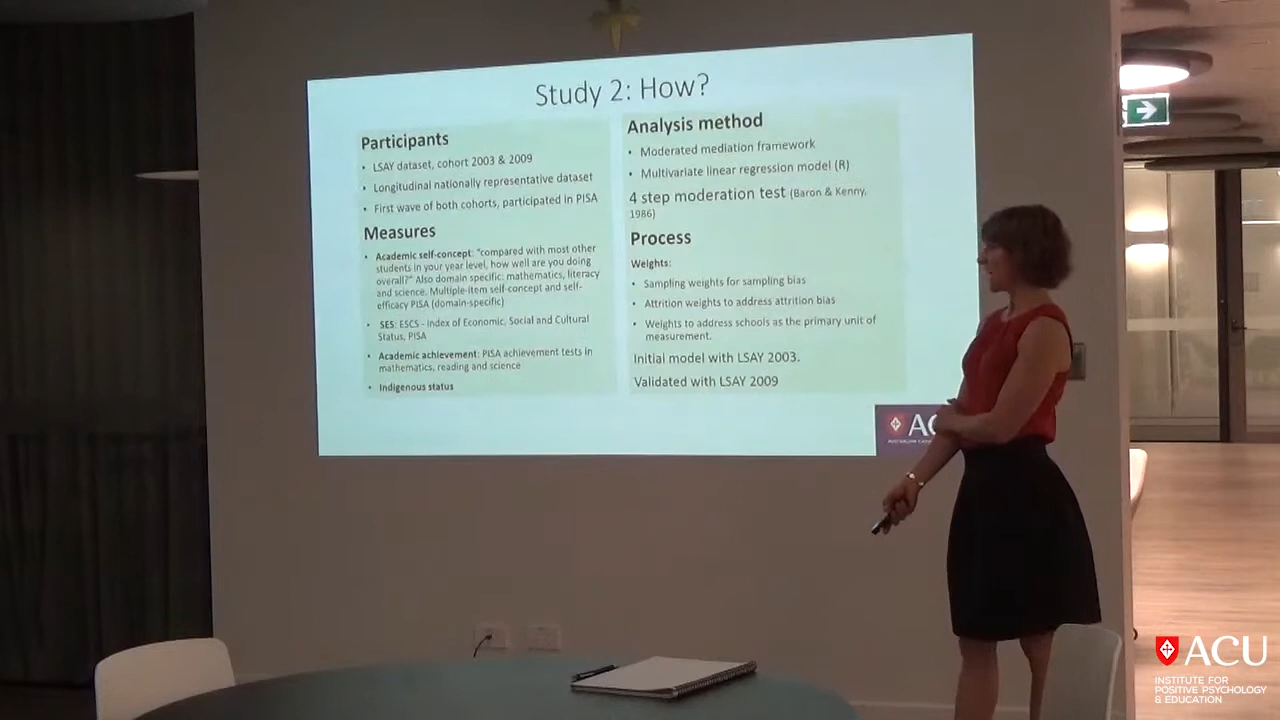 Study 2: How?
Participants
• LSAY dataset, cohort 2003 & 2009
• Longitudinal nationally representative dataset
• First wave of both cohorts, participated in PISA
Measures
• Academic self-concept: "compared with most other
students in your year level, how well are you doing
overall?" Also domain specific: mathematics, literacy
and science. Multiple-item self-concept and self-
efficacy PISA (domain-specific)
• SES: ESCS - Index of Economic, Social and Cultural
Status, PISA
• Academic achievement: PISA achievement tests in
mathematics, reading and science
• Indigenous status
Analysis method
• Moderated mediation framework
• Multivariate linear regression model (R)
4 step moderation test (Baron & Kenny,
1986)
Process
Weights:
• Sampling weights for sampling bias
• Attrition weights to address attrition bias
• Weights to address schools as the primary unit of
measurement.
Initial model with LSAY 2003.
Validated with LSAY 2009
ACU
INSTITUTE FOR
POSITIVE PSYCHOLOGY
& EDUCATION